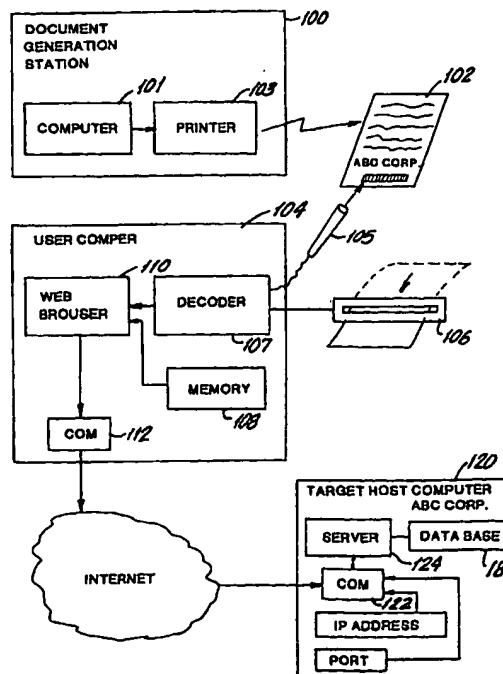 100
DOCUMENT
GENERATION
STATION
101
103
COMPUTER
PRINTER
102
ABC CORP.
104
USER COMPER
105
110
WEB
BROUSER
DECODER
107
106
MEMORY
108
COM
112
INTERNET
120
TARGET HOST COMPUTER
ABC CORP.
SERVER
DATA BASE
124
COM
122
IP ADDRESS
PORT